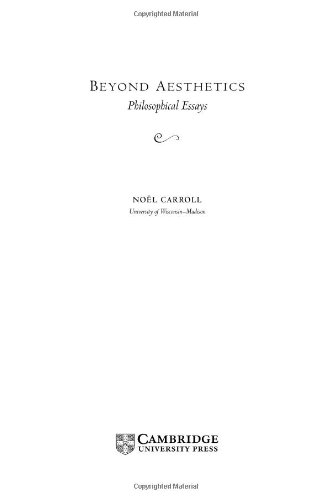 Copyrighted Material
BEYOND AESTHETICS
Philosophical Essays
NOËL CARROLL
University of Wisconsin–Madison
CAMBRIDGE
UNIVERSITY PRESS
Copyrighted Material